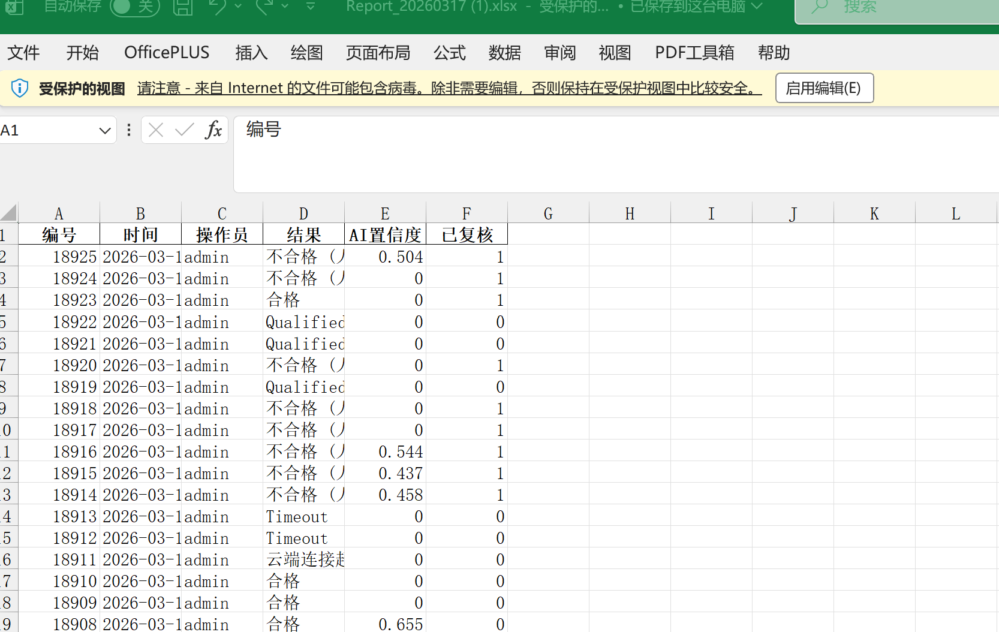 自动保存 关 Report_20260317 (1).xlsx - 受保护的... • 已保存到这台电脑 搜索
文件 开始 OfficePLUS 插入 绘图 页面布局 公式 数据 审阅 视图 PDF工具箱 帮助
受保护的视图 请注意 - 来自 Internet 的文件可能包含病毒。除非需要编辑，否则保持在受保护视图中比较安全。 启用编辑(E)
A1 fx 编号
A B C D E F G H I J K L
1 编号 时间 操作员 结果 AI置信度 已复核
2 18925 2026-03-1 admin 不合格（ 0.504 1
3 18924 2026-03-1 admin 不合格（ 0 1
4 18923 2026-03-1 admin 合格 0 1
5 18922 2026-03-1 admin Qualified 0 0
6 18921 2026-03-1 admin Qualified 0 0
7 18920 2026-03-1 admin 不合格（ 0 1
8 18919 2026-03-1 admin Qualified 0 0
9 18918 2026-03-1 admin 不合格（ 0 1
0 18917 2026-03-1 admin 不合格（ 0 1
1 18916 2026-03-1 admin 不合格（ 0.544 1
2 18915 2026-03-1 admin 不合格（ 0.437 1
3 18914 2026-03-1 admin 不合格（ 0.458 1
4 18913 2026-03-1 admin Timeout 0 0
5 18912 2026-03-1 admin Timeout 0 0
6 18911 2026-03-1 admin 云端连接超 0 0
7 18910 2026-03-1 admin 合格 0 0
8 18909 2026-03-1 admin 合格 0 0
9 18908 2026-03-1 admin 合格 0.655 0